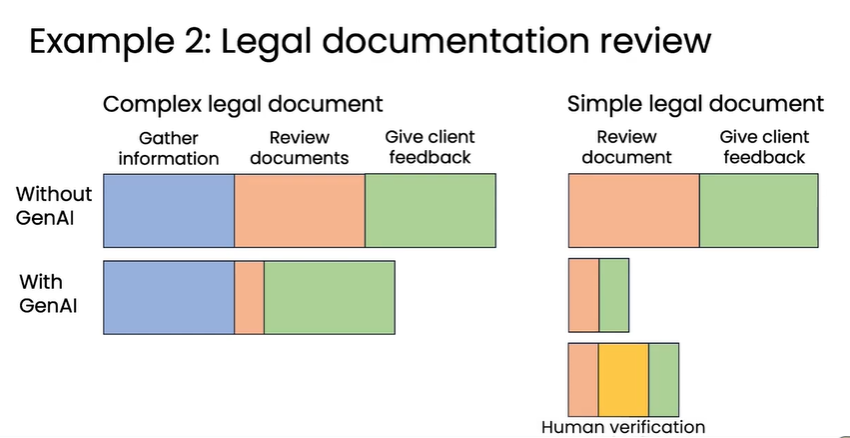 Example 2: Legal documentation review
Complex legal document
Gather
information
Review
documents
Give client
feedback
Simple legal document
Review
document
Give client
feedback
Without
GenAI
With
GenAI
Human verification